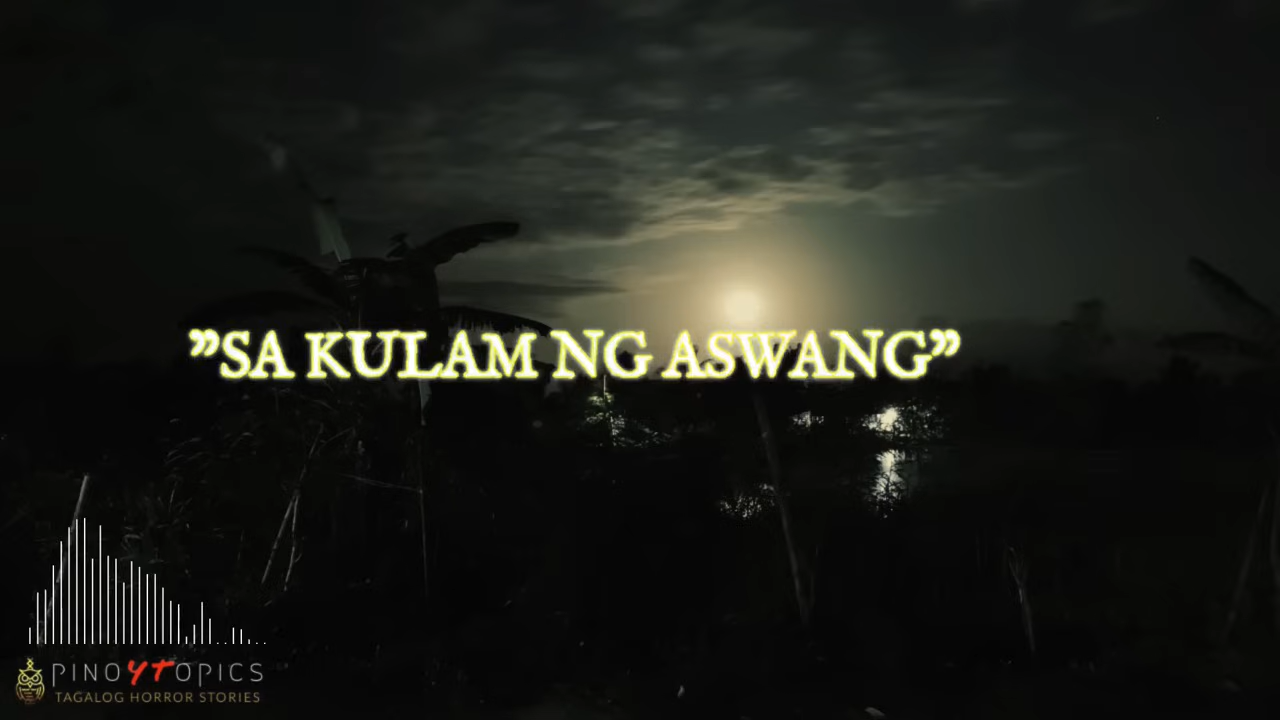 ”SA KULAM NG ASWANG”
PINOYTOPICS
TAGALOG HORROR STORIES